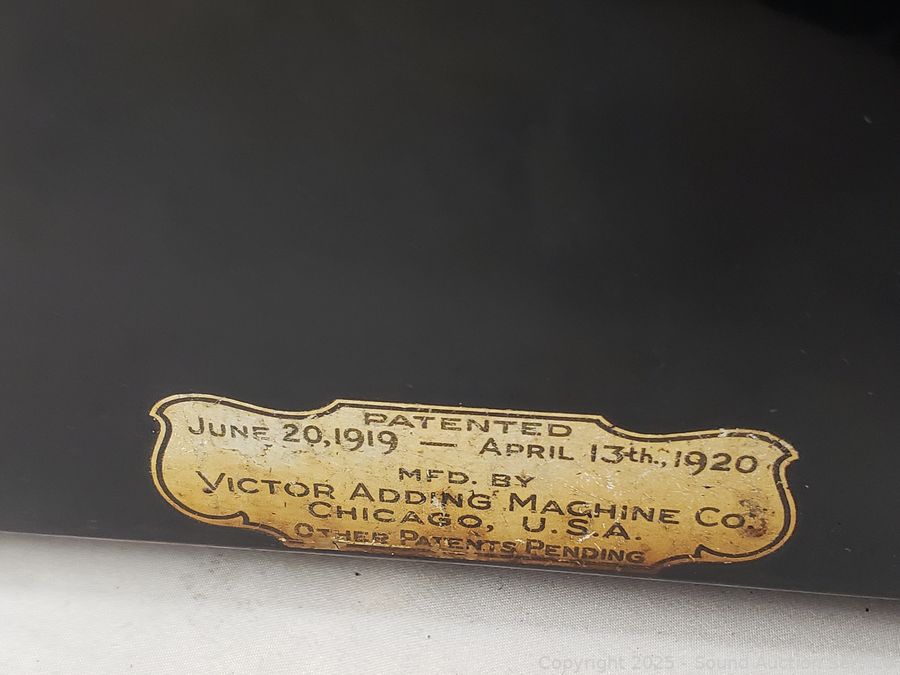 PATENTED
JUNE 20, 1919 — APRIL 13th., 1920
MFD. BY
VICTOR ADDING MACHINE CO.
CHICAGO, U.S.A.
OTHER PATENTS PENDING
Copyright 2025 - Sound Auction